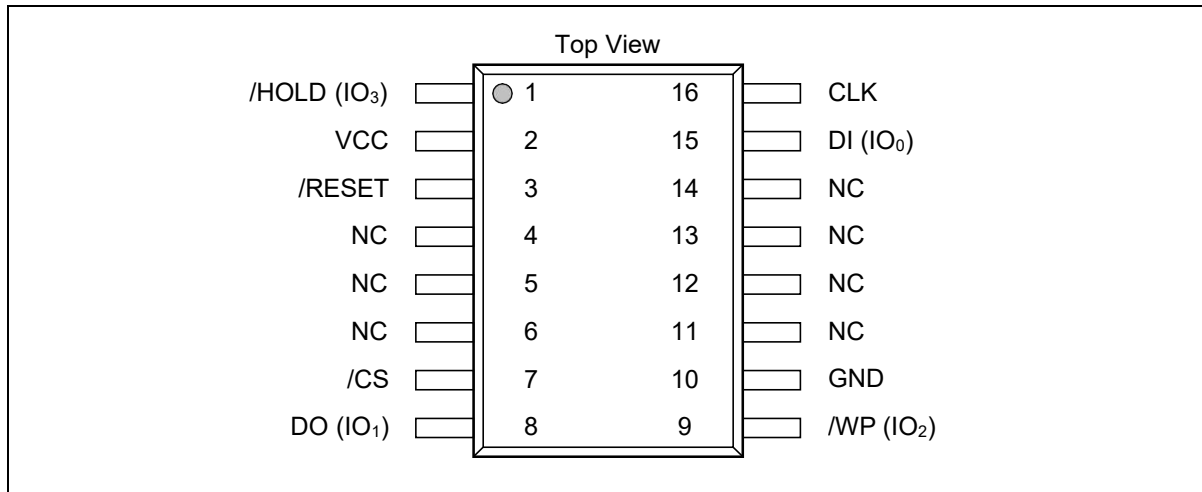 Top View
/HOLD (IO₃) 1 16 CLK
VCC 2 15 DI (IO₀)
/RESET 3 14 NC
NC 4 13 NC
NC 5 12 NC
NC 6 11 NC
/CS 7 10 GND
DO (IO₁) 8 9 /WP (IO₂)